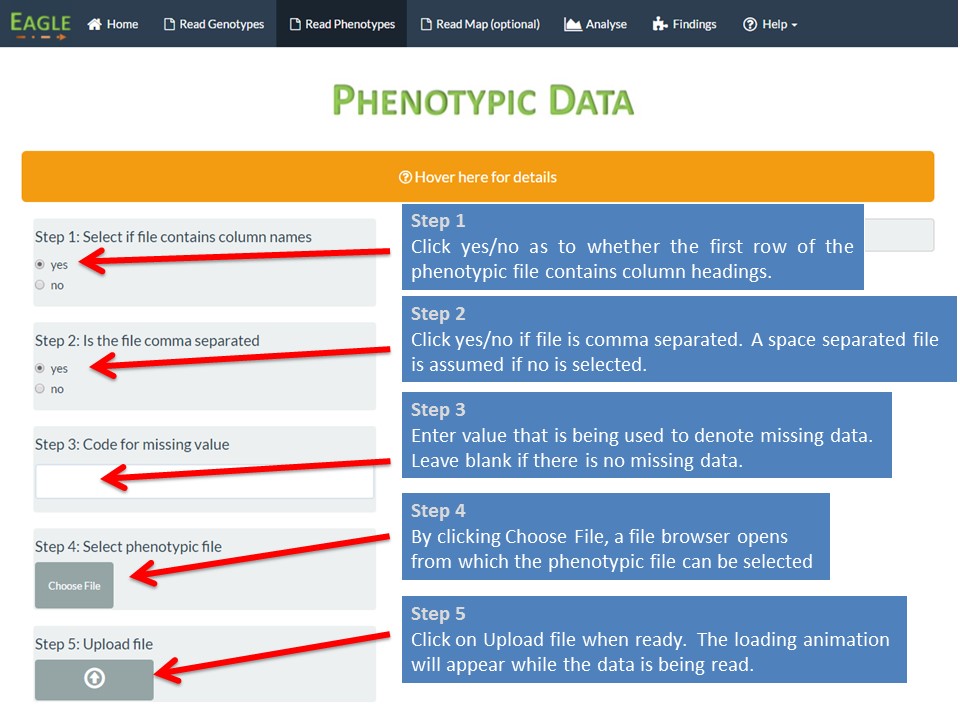 EAGLE Home Read Genotypes Read Phenotypes Read Map (optional) Analyse Findings Help
PHENOTYPIC DATA
Hover here for details
Step 1: Select if file contains column names
yes
no
Step 1
Click yes/no as to whether the first row of the
phenotypic file contains column headings.
Step 2: Is the file comma separated
yes
no
Step 2
Click yes/no if file is comma separated. A space separated file
is assumed if no is selected.
Step 3: Code for missing value
Step 3
Enter value that is being used to denote missing data.
Leave blank if there is no missing data.
Step 4: Select phenotypic file
Choose File
Step 4
By clicking Choose File, a file browser opens
from which the phenotypic file can be selected
Step 5: Upload file
Step 5
Click on Upload file when ready. The loading animation
will appear while the data is being read.